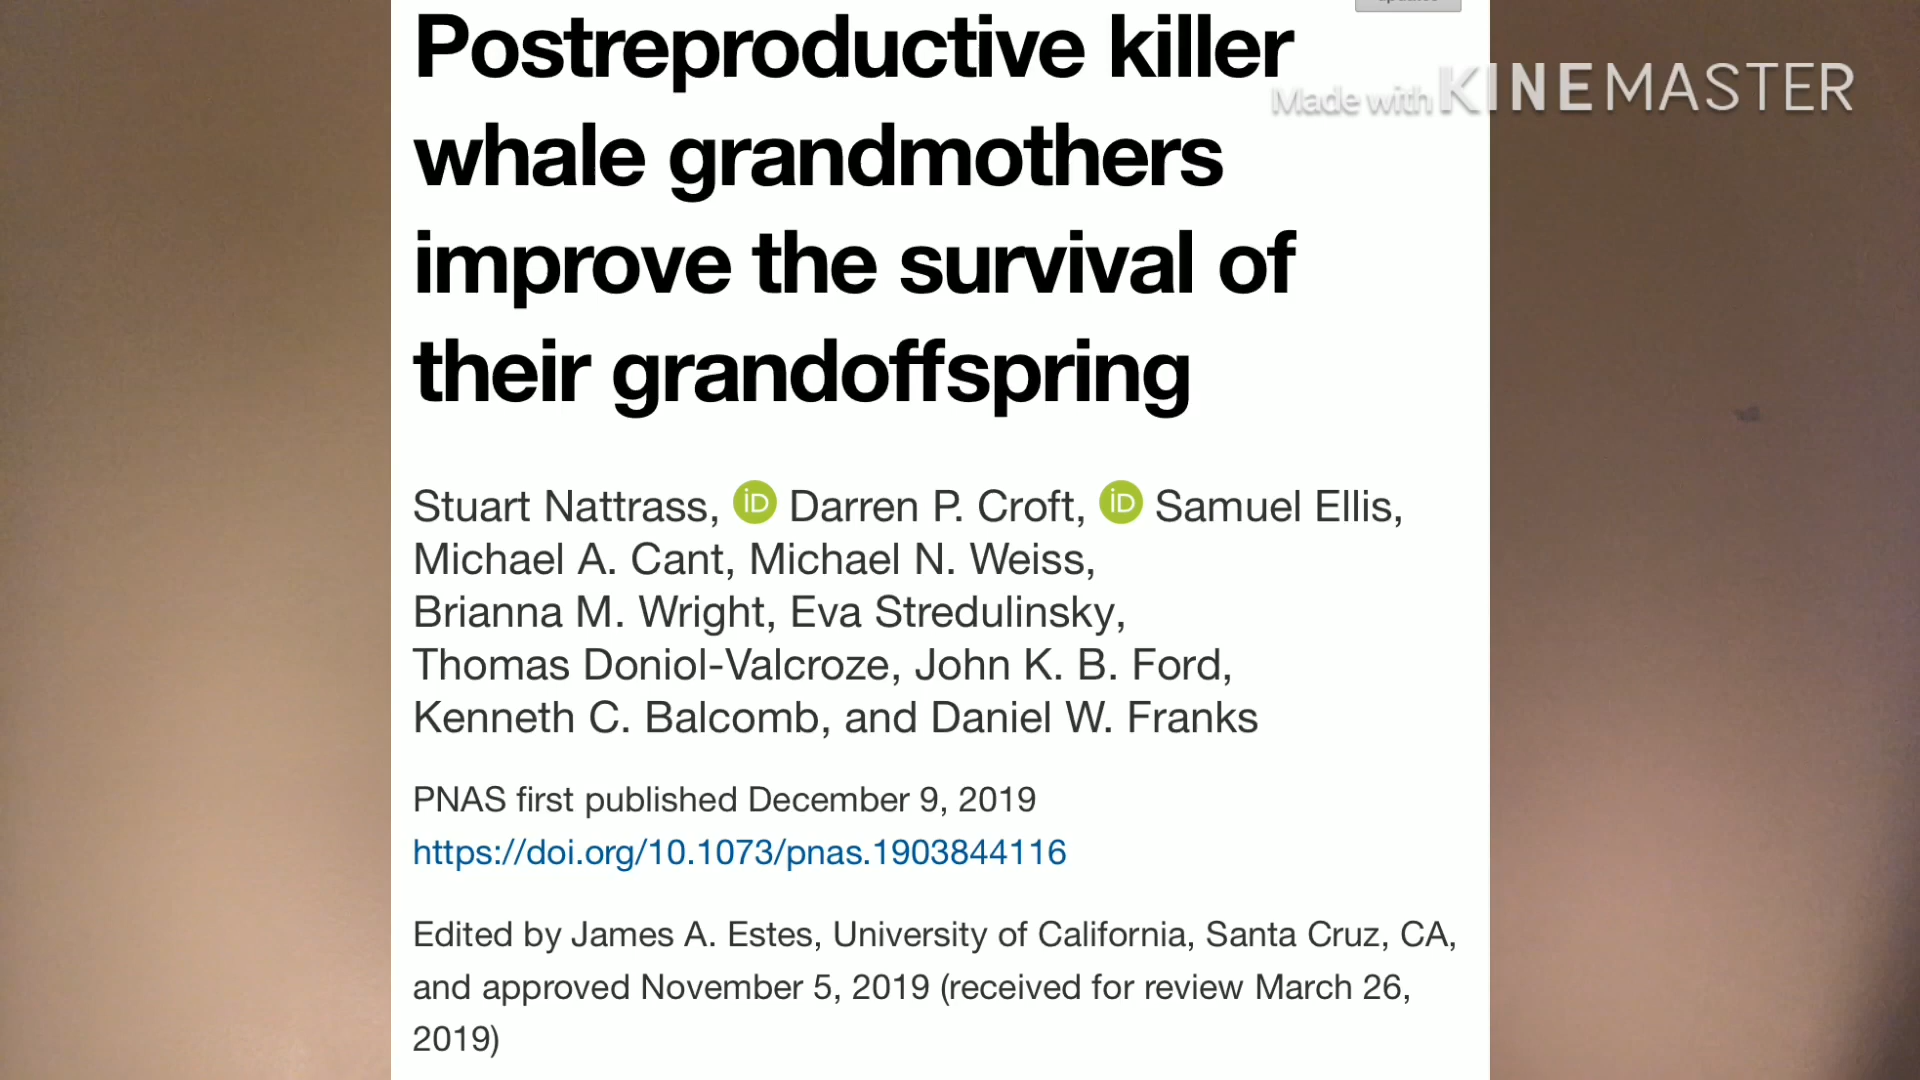 Postreproductive killer
whale grandmothers
improve the survival of
their grandoffspring
Made with KINEMASTER
Stuart Nattrass, iD Darren P. Croft, iD Samuel Ellis,
Michael A. Cant, Michael N. Weiss,
Brianna M. Wright, Eva Stredulinsky,
Thomas Doniol-Valcroze, John K. B. Ford,
Kenneth C. Balcomb, and Daniel W. Franks
PNAS first published December 9, 2019
https://doi.org/10.1073/pnas.1903844116
Edited by James A. Estes, University of California, Santa Cruz, CA,
and approved November 5, 2019 (received for review March 26,
2019)